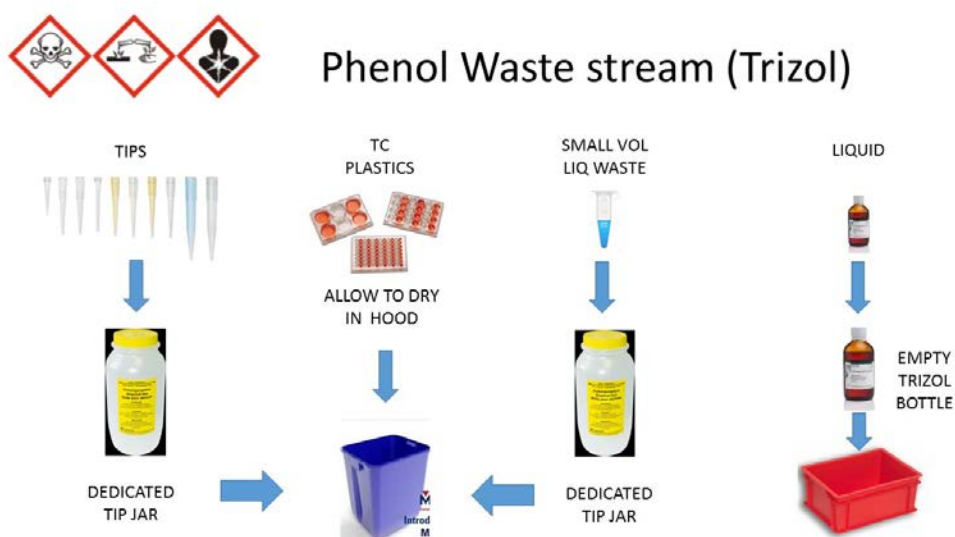 Phenol Waste stream (Trizol)
TIPS
TC
PLASTICS
SMALL VOL
LIQ WASTE
LIQUID
ALLOW TO DRY
IN HOOD
EMPTY
TRIZOL
BOTTLE
DEDICATED
TIP JAR
M
Introd
M
DEDICATED
TIP JAR